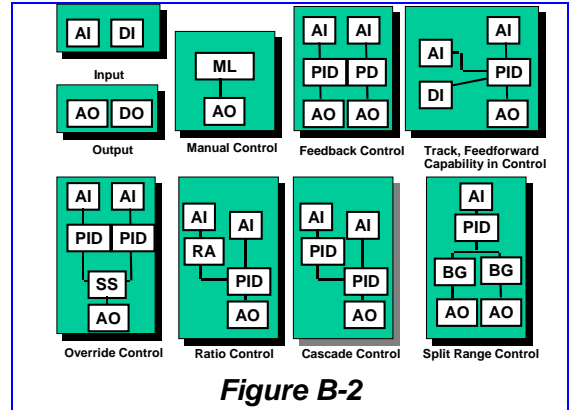 AI DI
Input
AO DO
Output
ML
AO
Manual Control
AI AI
PID PD
AO AO
Feedback Control
AI
AI
PID
DI
AO
Track, Feedforward
Capability in Control
AI AI
PID PID
SS
AO
Override Control
AI
AI
RA
PID
AO
Ratio Control
AI
AI
PID
PID
AO
Cascade Control
AI
PID
BG BG
AO AO
Split Range Control
Figure B-2